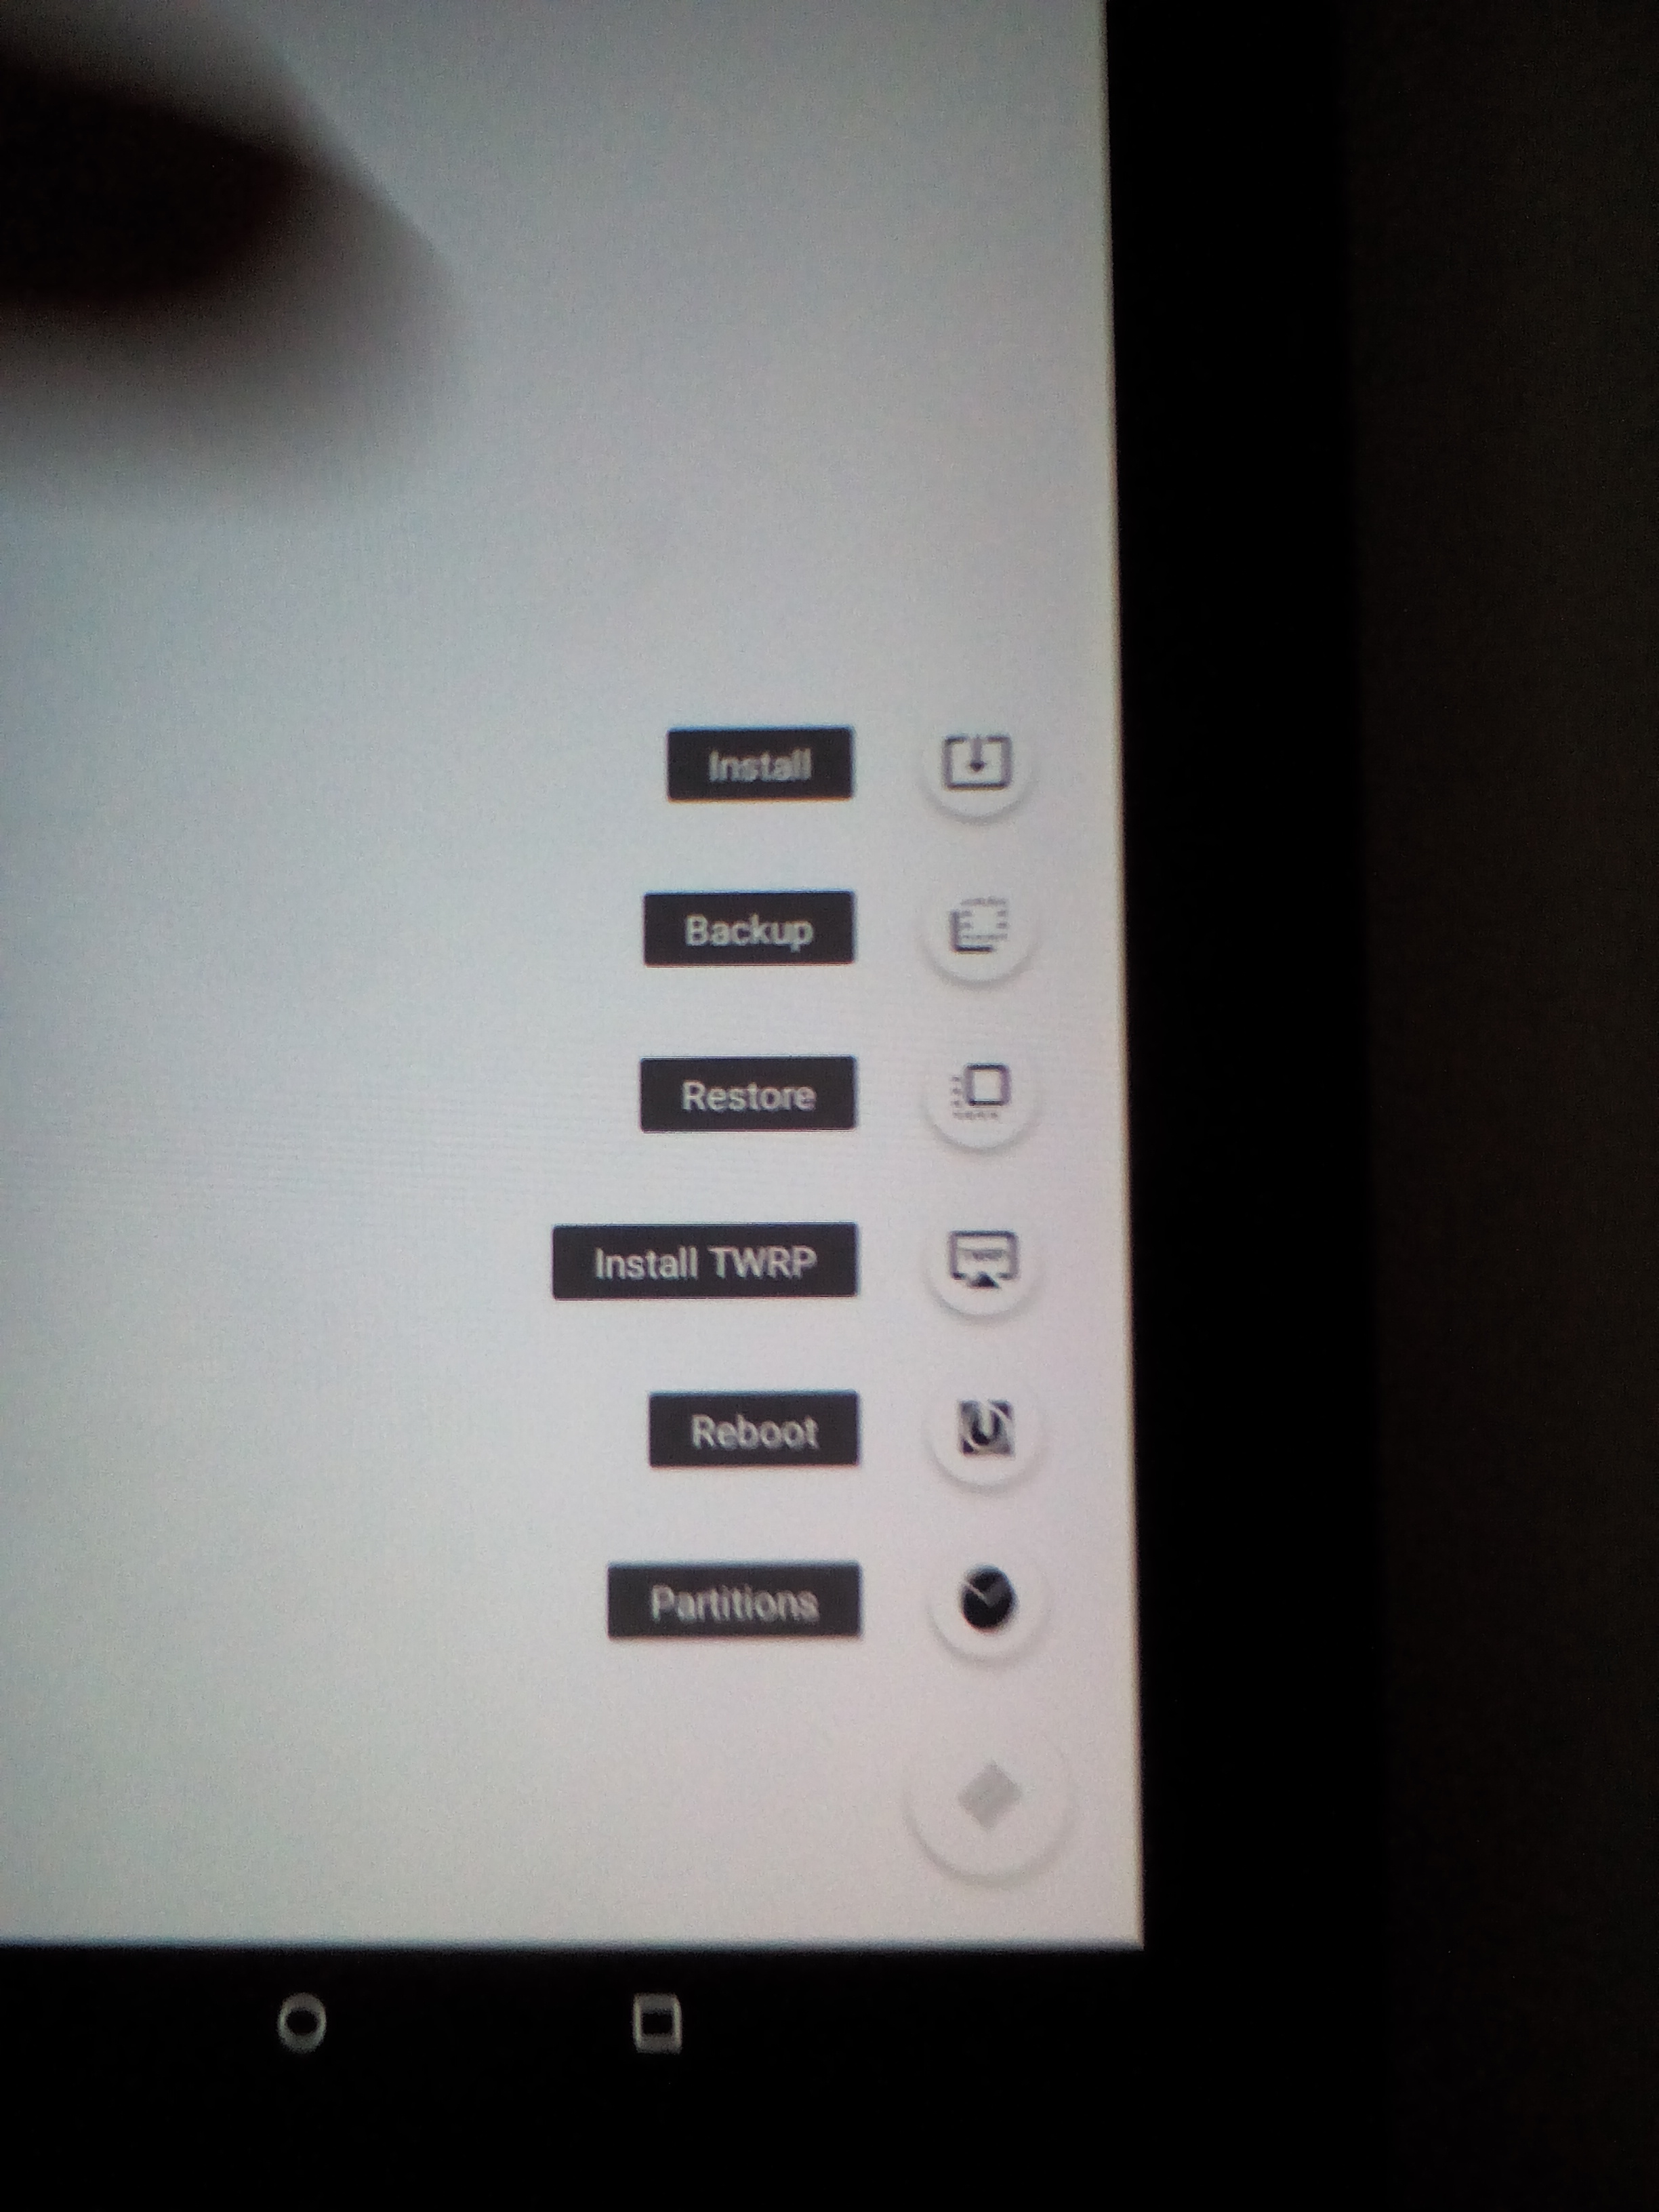 Install
Backup
Restore
Install TWRP
Reboot
Partitions